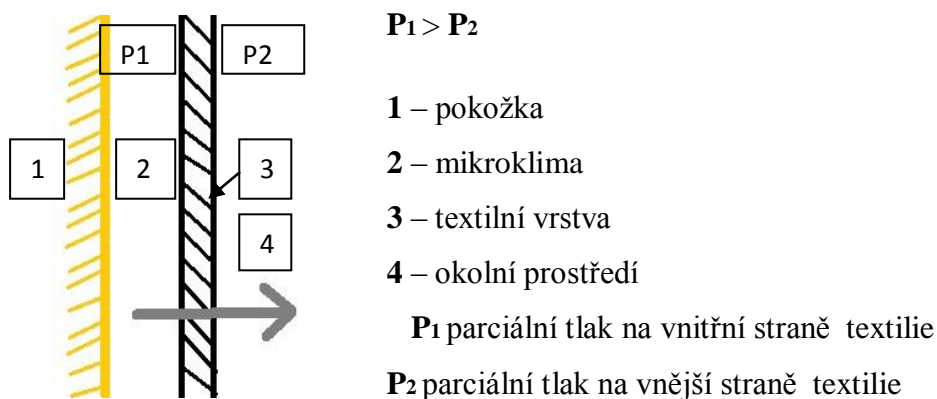 P1
P2
1
2
3
4
P1 > P2
1 – pokožka
2 – mikroklima
3 – textilní vrstva
4 – okolní prostředí
P1 parciální tlak na vnitřní straně textilie
P2 parciální tlak na vnější straně textilie